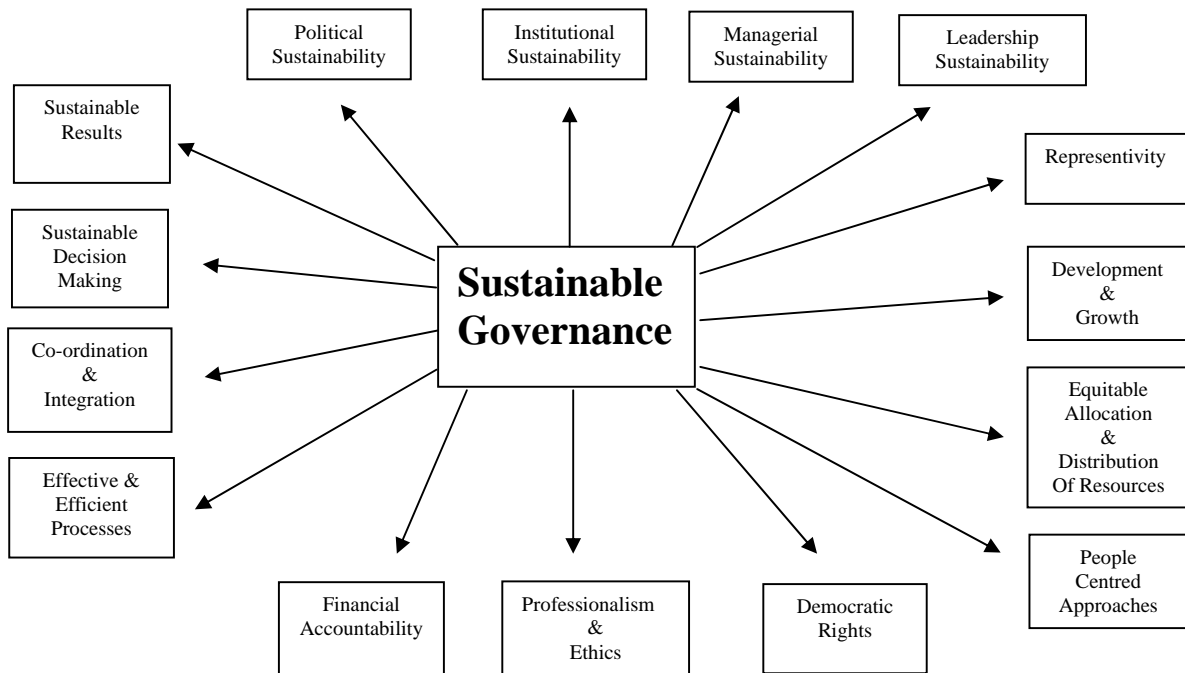 Political
Sustainability
Institutional
Sustainability
Managerial
Sustainability
Leadership
Sustainability
Sustainable
Results
Representivity
Sustainable
Decision
Making
Sustainable
Governance
Development
&
Growth
Co-ordination
&
Integration
Equitable
Allocation
&
Distribution
Of Resources
Effective &
Efficient
Processes
People
Centred
Approaches
Financial
Accountability
Professionalism
&
Ethics
Democratic
Rights